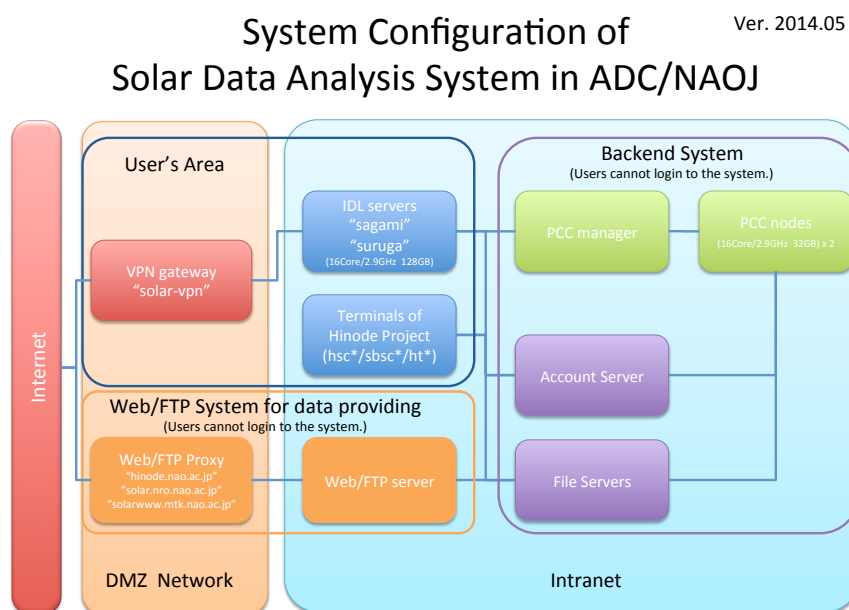 System Configuration of
Solar Data Analysis System in ADC/NAOJ
Ver. 2014.05
Internet
User's Area
VPN gateway
"solar-vpn"
IDL servers
"sagami"
"suruga"
(16Core/2.9GHz 128GB)
Terminals of
Hinode Project
(hsc*/sbsc*/ht*)
Backend System
(Users cannot login to the system.)
PCC manager
PCC nodes
(16Core/2.9GHz 32GB) x 2
Account Server
File Servers
Web/FTP System for data providing
(Users cannot login to the system.)
Web/FTP Proxy
"hinode.nao.ac.jp"
"solar.nro.nao.ac.jp"
"solarwww.mtk.nao.ac.jp"
Web/FTP server
DMZ Network
Intranet